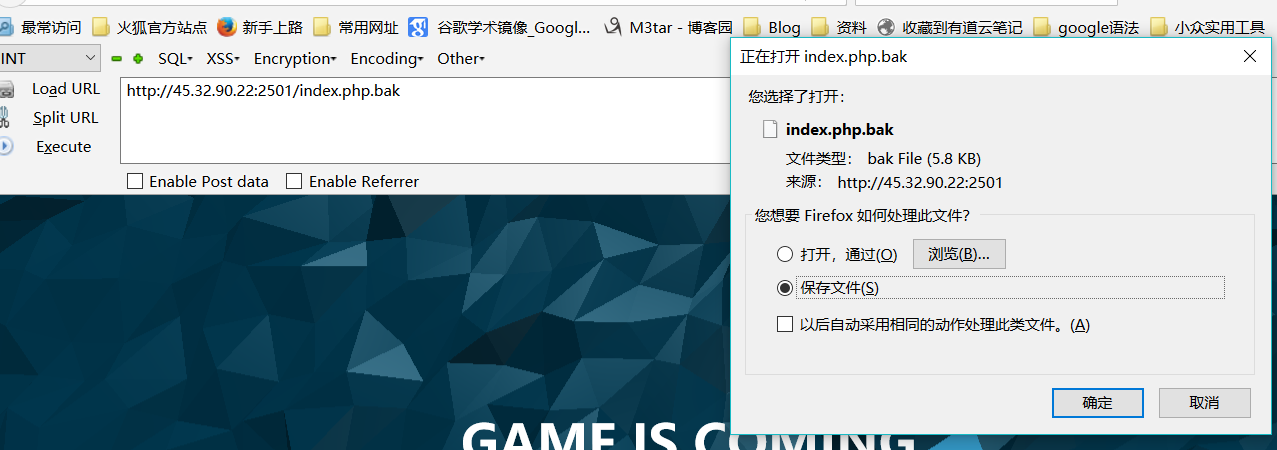 最常访问 火狐官方站点 新手上路 常用网址 谷歌学术镜像_Googl... M3tar - 博客园 Blog 资料 收藏到有道云笔记 google语法 小众实用工具
INT SQL XSS Encryption Encoding Other
Load URL
Split URL
Execute
http://45.32.90.22:2501/index.php.bak
Enable Post data Enable Referrer
正在打开 index.php.bak
您选择了打开:
index.php.bak
文件类型: bak File (5.8 KB)
来源: http://45.32.90.22:2501
您想要 Firefox 如何处理此文件?
打开，通过(O) 浏览(B)...
保存文件(S)
以后自动采用相同的动作处理此类文件。(A)
确定 取消
GAME IS COMING